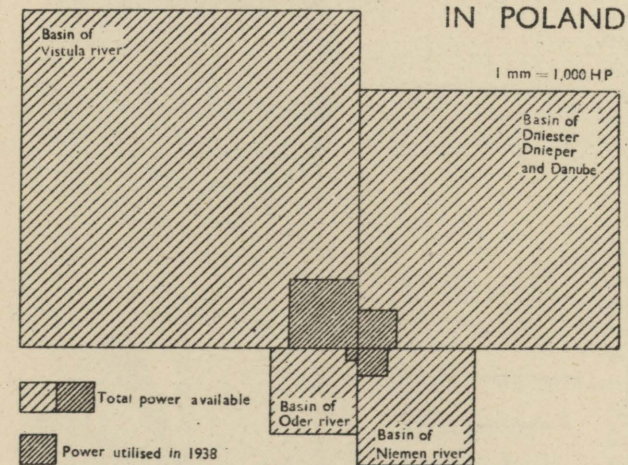 IN POLAND
1 mm = 1,000 HP
Basin of
Vistula river
Basin of
Dniester
Dnieper
and Danube
Total power available
Power utilised in 1938
Basin of
Oder river
Basin of
Niemen river